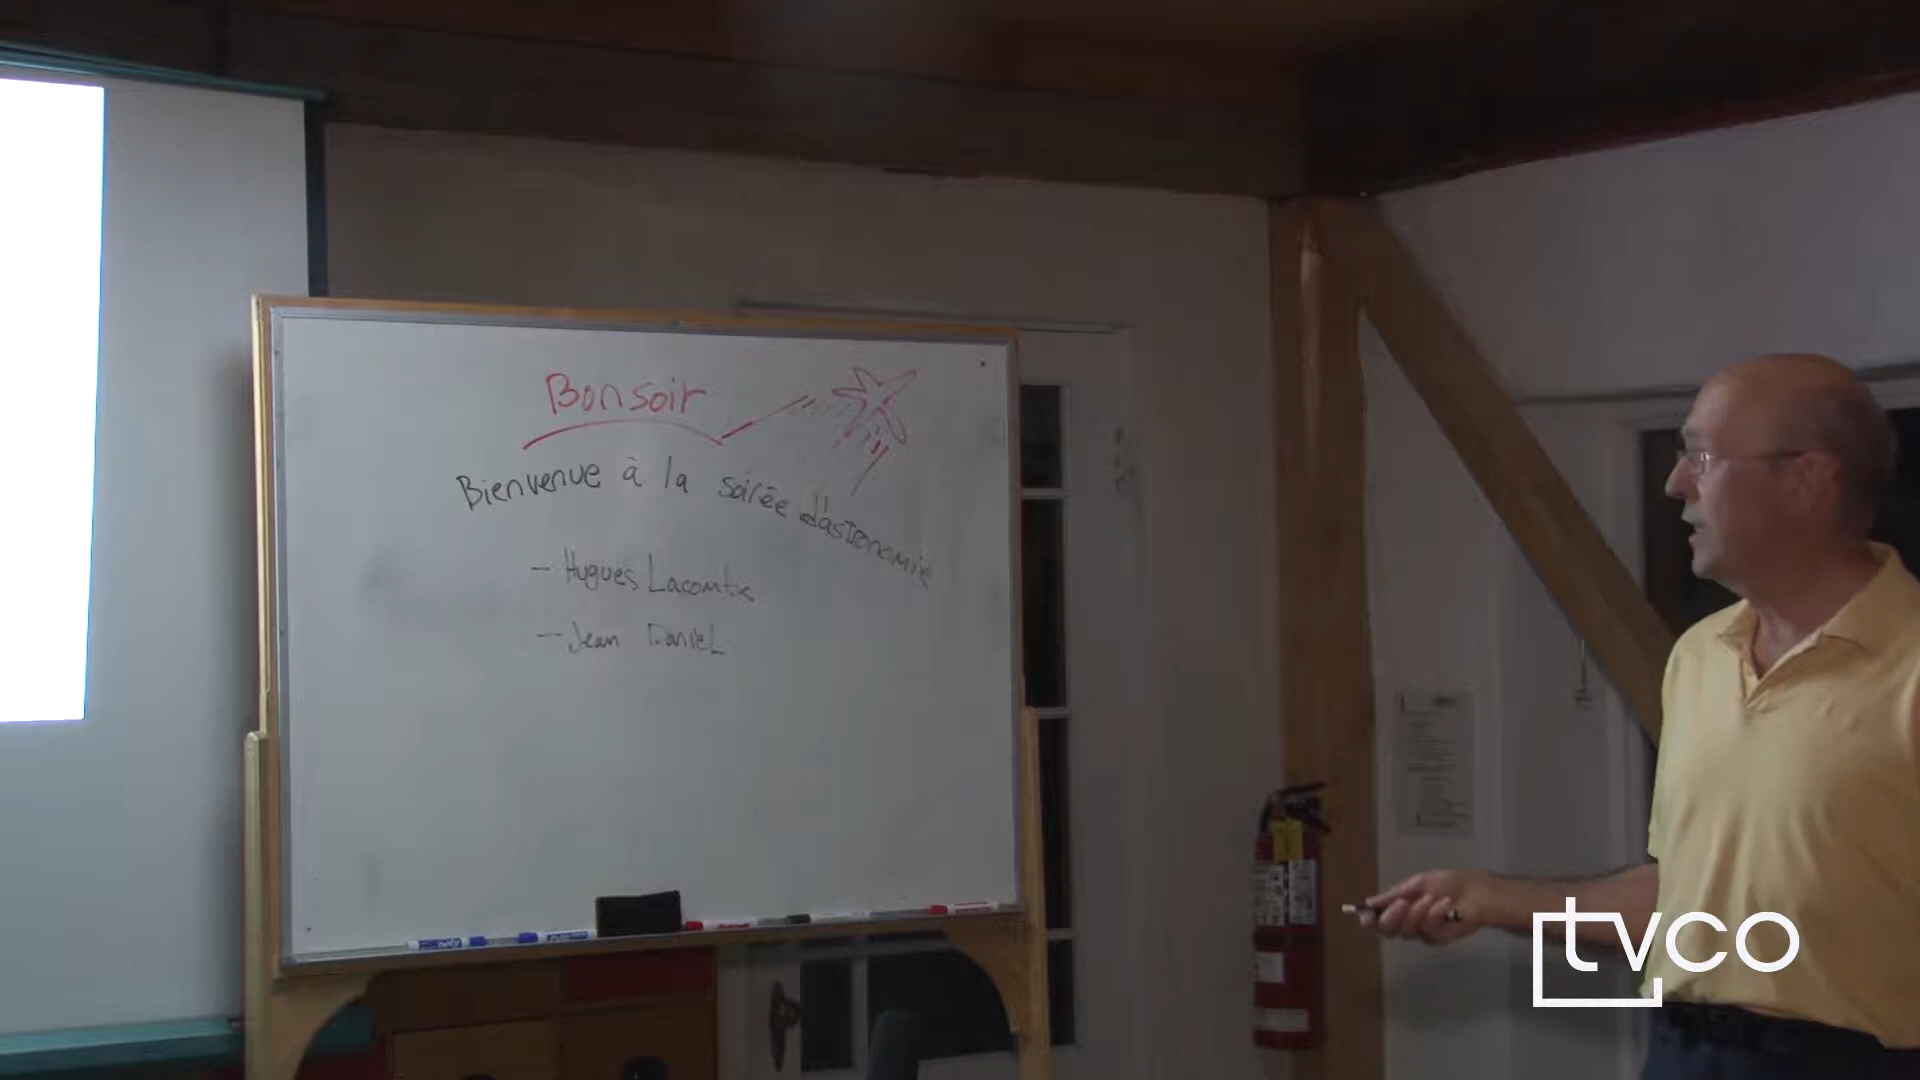 Bonsoir
Bienvenue à la soirée d'astronomie
- Hugues Lacombe
- Jean Daniel
tvco